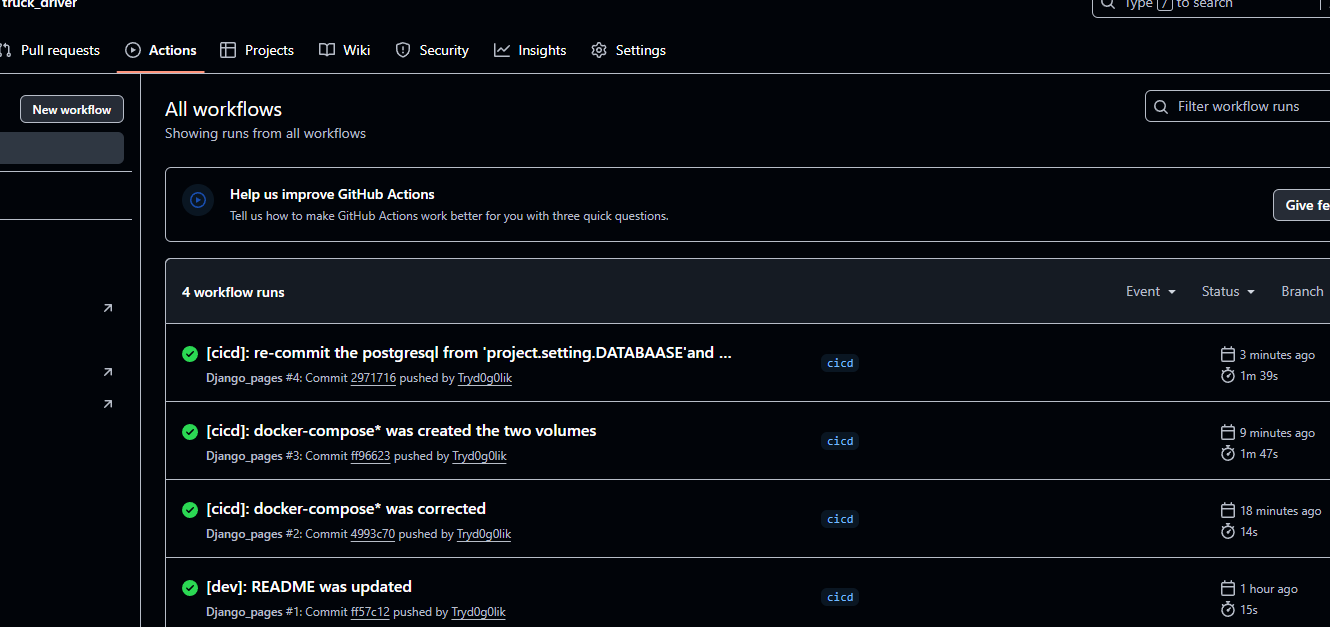 truck_driver
Type / to search
Pull requests
Actions
Projects
Wiki
Security
Insights
Settings
New workflow
All workflows
Showing runs from all workflows
Filter workflow runs
Help us improve GitHub Actions
Tell us how to make GitHub Actions work better for you with three quick questions.
Give fe
4 workflow runs
Event
Status
Branch
[cicd]: re-commit the postgresql from 'project.setting.DATABAASE'and ...
Django_pages #4: Commit 2971716 pushed by Tryd0g0lik
cicd
3 minutes ago
1m 39s
[cicd]: docker-compose* was created the two volumes
Django_pages #3: Commit ff96623 pushed by Tryd0g0lik
cicd
9 minutes ago
1m 47s
[cicd]: docker-compose* was corrected
Django_pages #2: Commit 4993c70 pushed by Tryd0g0lik
cicd
18 minutes ago
14s
[dev]: README was updated
Django_pages #1: Commit ff57c12 pushed by Tryd0g0lik
cicd
1 hour ago
15s